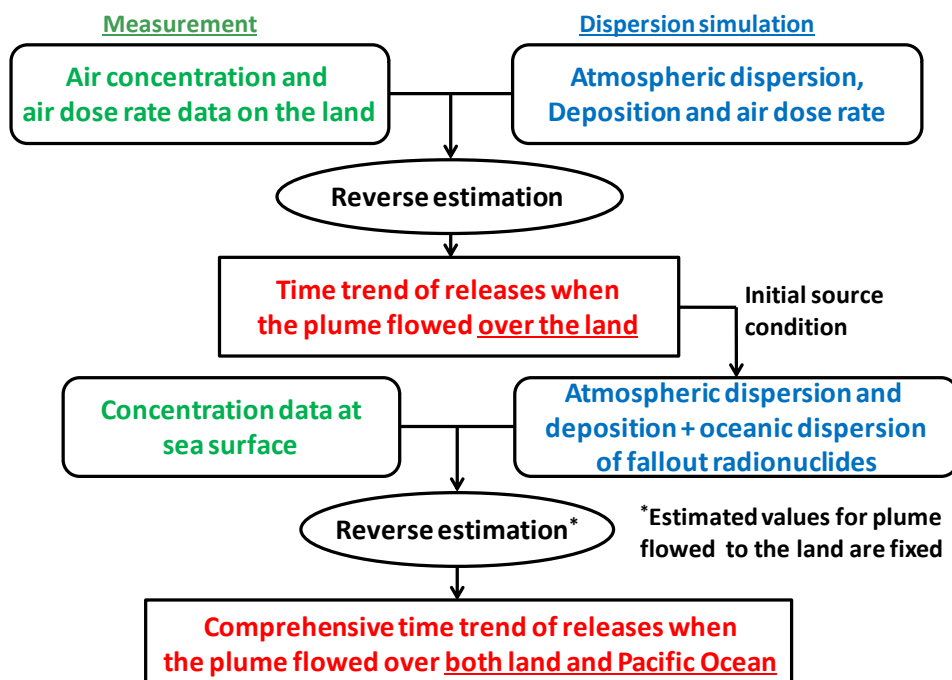 Measurement
Dispersion simulation
Air concentration and
air dose rate data on the land
Atmospheric dispersion,
Deposition and air dose rate
Reverse estimation
Time trend of releases when
the plume flowed over the land
Initial source
condition
Concentration data at
sea surface
Atmospheric dispersion and
deposition + oceanic dispersion
of fallout radionuclides
Reverse estimation*
*Estimated values for plume
flowed to the land are fixed
Comprehensive time trend of releases when
the plume flowed over both land and Pacific Ocean